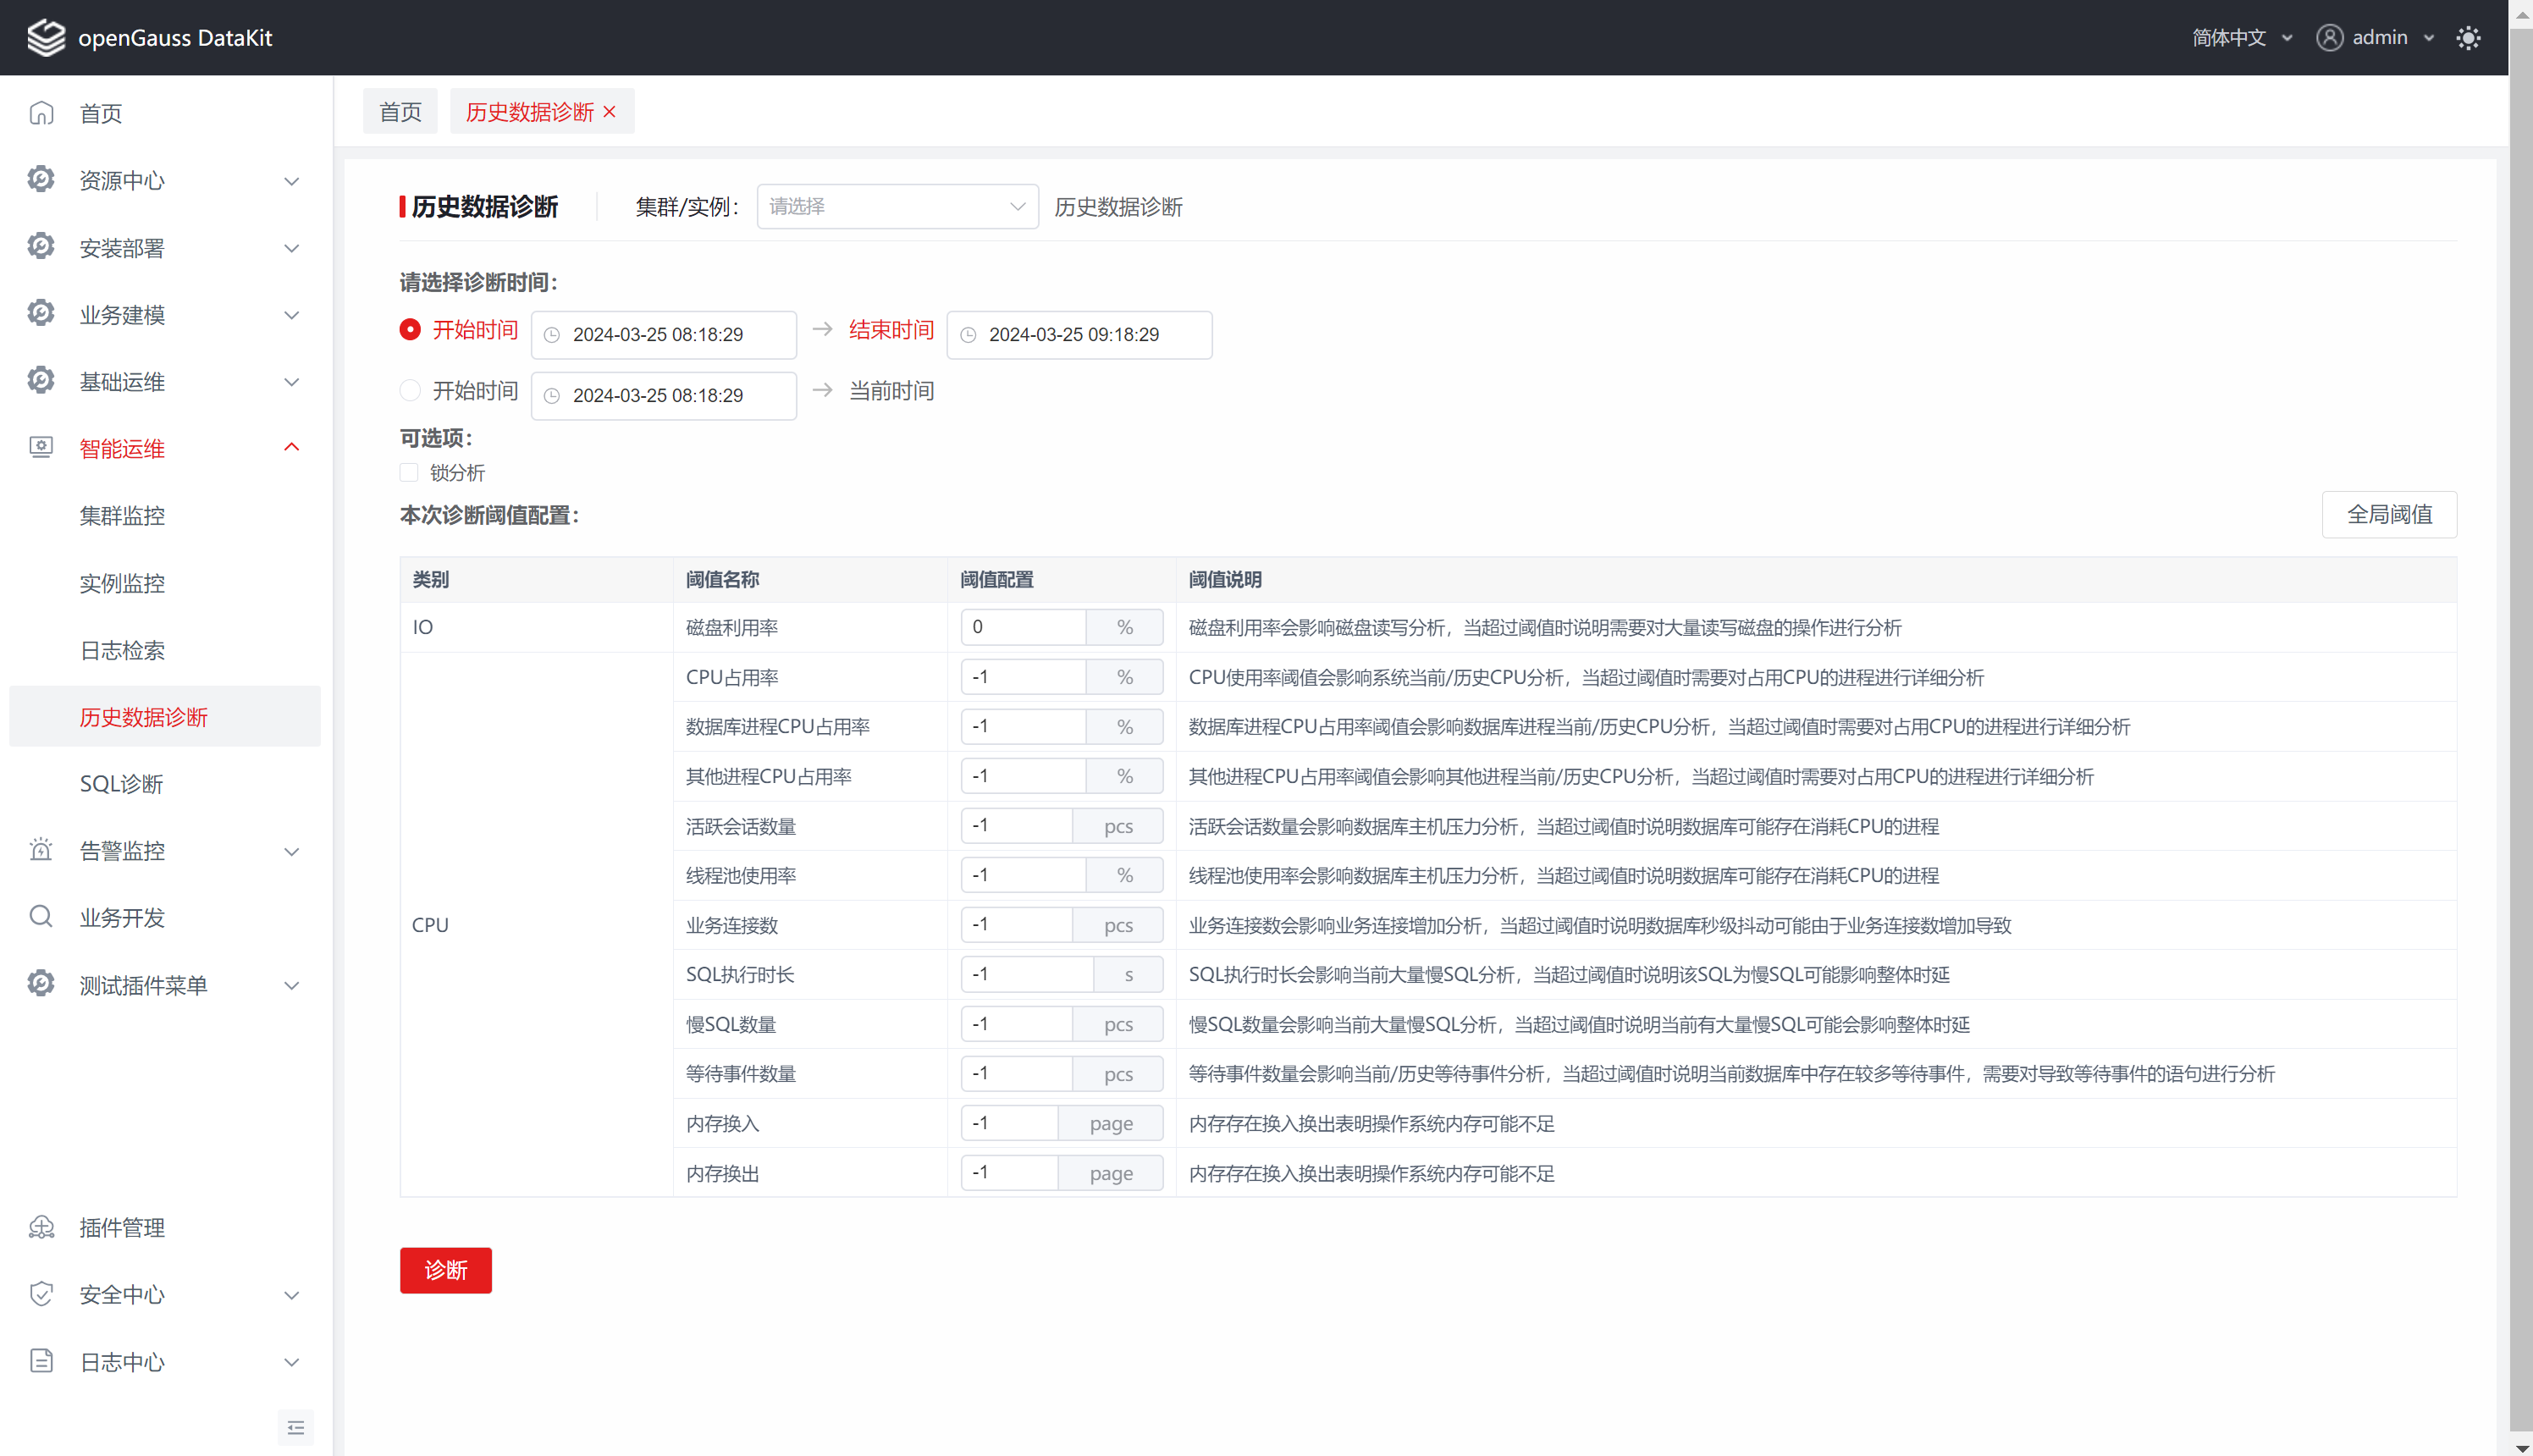 openGauss DataKit
简体中文
admin
首页
资源中心
安装部署
业务建模
基础运维
智能运维
集群监控
实例监控
日志检索
历史数据诊断
SQL诊断
告警监控
业务开发
测试插件菜单
插件管理
安全中心
日志中心
首页 历史数据诊断
历史数据诊断 集群/实例： 请选择 历史数据诊断
请选择诊断时间：
开始时间 2024-03-25 08:18:29 结束时间 2024-03-25 09:18:29
开始时间 2024-03-25 08:18:29 当前时间
可选项：
锁分析
本次诊断阈值配置： 全局阈值
类别 阈值名称 阈值配置 阈值说明
IO 磁盘利用率 0 % 磁盘利用率会影响磁盘读写分析，当超过阈值时说明需要对大量读写磁盘的操作进行分析
CPU
CPU占用率 -1 % CPU使用率阈值会影响系统当前/历史CPU分析，当超过阈值时需要对占用CPU的进程进行详细分析
数据库进程CPU占用率 -1 % 数据库进程CPU占用率阈值会影响数据库进程当前/历史CPU分析，当超过阈值时需要对占用CPU的进程进行详细分析
其他进程CPU占用率 -1 % 其他进程CPU占用率阈值会影响其他进程当前/历史CPU分析，当超过阈值时需要对占用CPU的进程进行详细分析
活跃会话数量 -1 pcs 活跃会话数量会影响数据库主机压力分析，当超过阈值时说明数据库可能存在消耗CPU的进程
线程池使用率 -1 % 线程池使用率会影响数据库主机压力分析，当超过阈值时说明数据库可能存在消耗CPU的进程
业务连接数 -1 pcs 业务连接数会影响业务连接增加分析，当超过阈值时说明数据库秒级抖动可能由于业务连接数增加导致
SQL执行时长 -1 s SQL执行时长会影响当前大量慢SQL分析，当超过阈值时说明该SQL为慢SQL可能影响整体时延
慢SQL数量 -1 pcs 慢SQL数量会影响当前大量慢SQL分析，当超过阈值时说明当前有大量慢SQL可能会影响整体时延
等待事件数量 -1 pcs 等待事件数量会影响当前/历史等待事件分析，当超过阈值时说明当前数据库中存在较多等待事件，需要对导致等待事件的语句进行分析
内存换入 -1 page 内存存在换入换出表明操作系统内存可能不足
内存换出 -1 page 内存存在换入换出表明操作系统内存可能不足
诊断